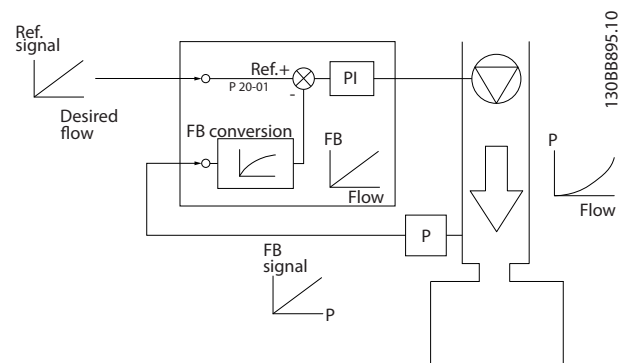 Ref.
signal
Desired
flow
Ref.+
P 20-01
-
PI
FB conversion
FB
Flow
P
FB
signal
P
P
Flow
130BB895.10